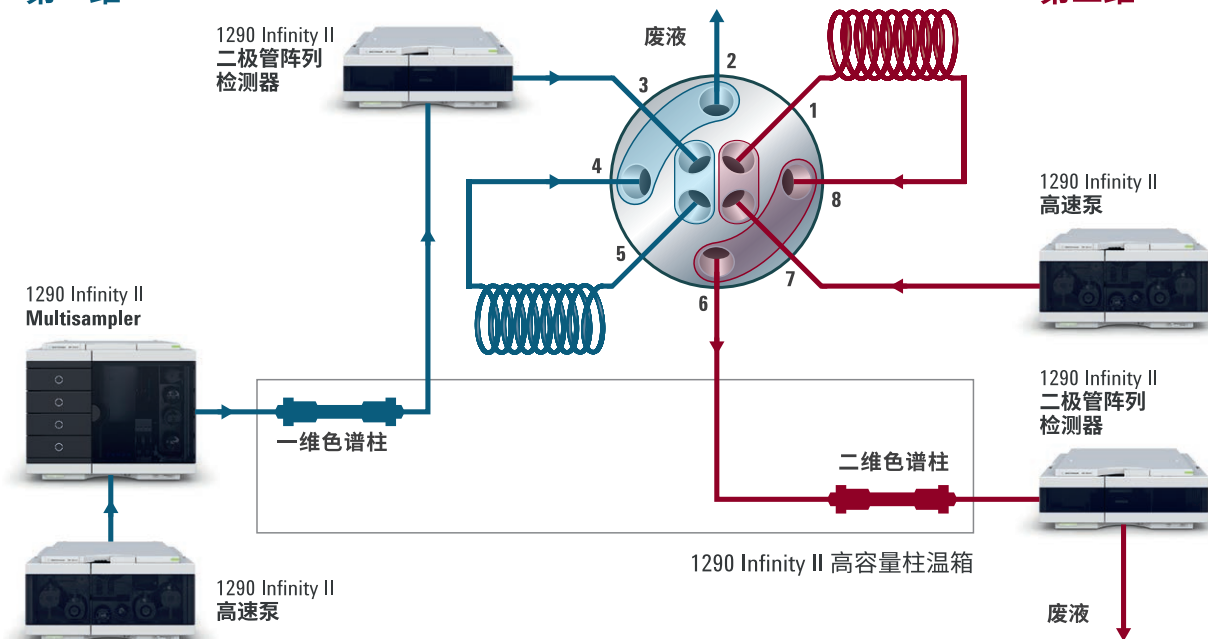 1290 Infinity II
二极管阵列
检测器
废液
2
3
1
4
8
5
7
6
1290 Infinity II
高速泵
1290 Infinity II
Multisampler
1290 Infinity II
二极管阵列
检测器
一维色谱柱
二维色谱柱
1290 Infinity II 高容量柱温箱
1290 Infinity II
高速泵
废液